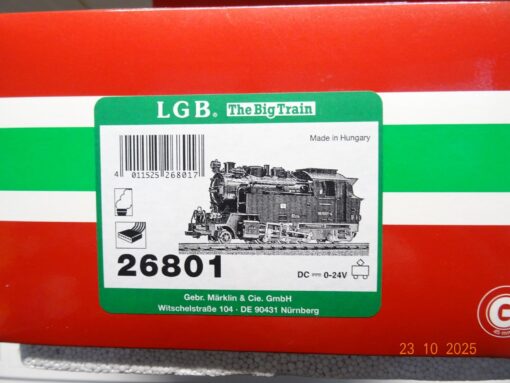 LGB® The Big Train
Made in Hungary
4 011525 268017
26801
DC 0-24V
Gebr. Märklin & Cie. GmbH
Witschelstraße 104 · DE 90431 Nürnberg
G
23 10 2025